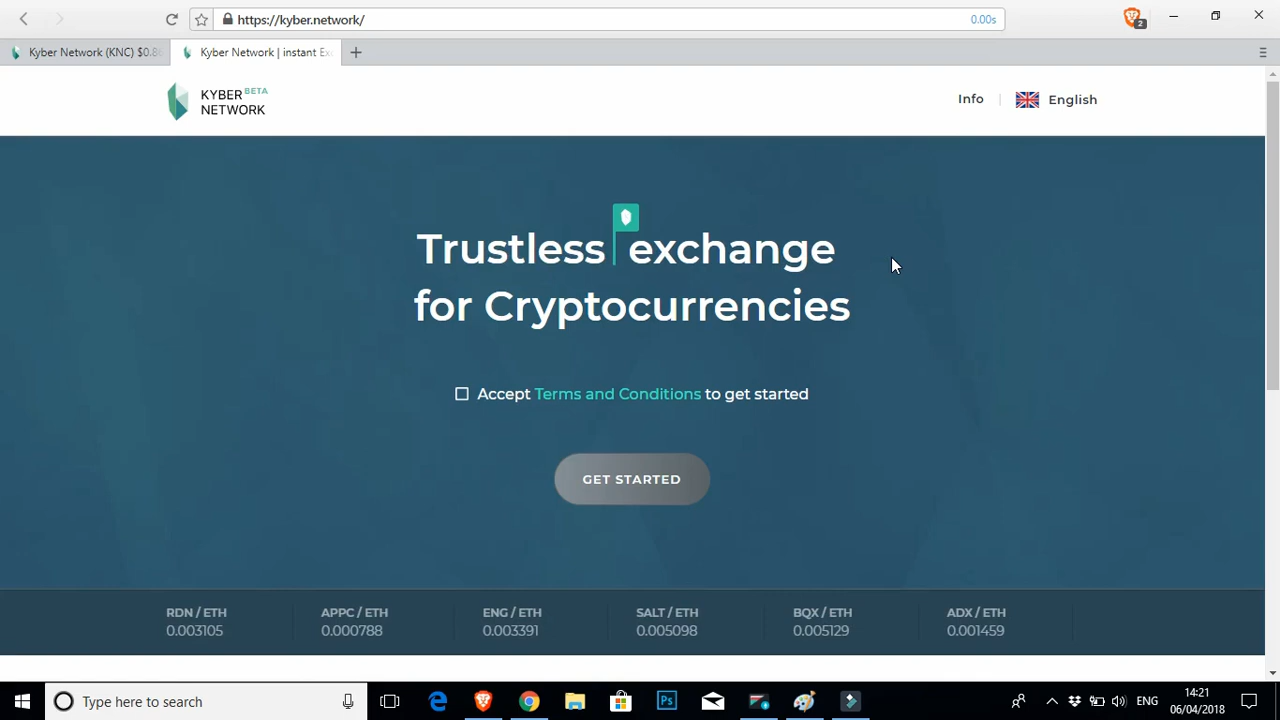 https://kyber.network/
0.00s
2
Kyber Network (KNC) $0.8
Kyber Network | instant Ex
KYBER BETA
NETWORK
Info
English
Trustless exchange
for Cryptocurrencies
Accept Terms and Conditions to get started
GET STARTED
RDN / ETH APPC / ETH ENG / ETH SALT / ETH BQX / ETH ADX / ETH
0.003105 0.000788 0.003391 0.005098 0.005129 0.001459
Type here to search
Ps
ENG
14:21
06/04/2018